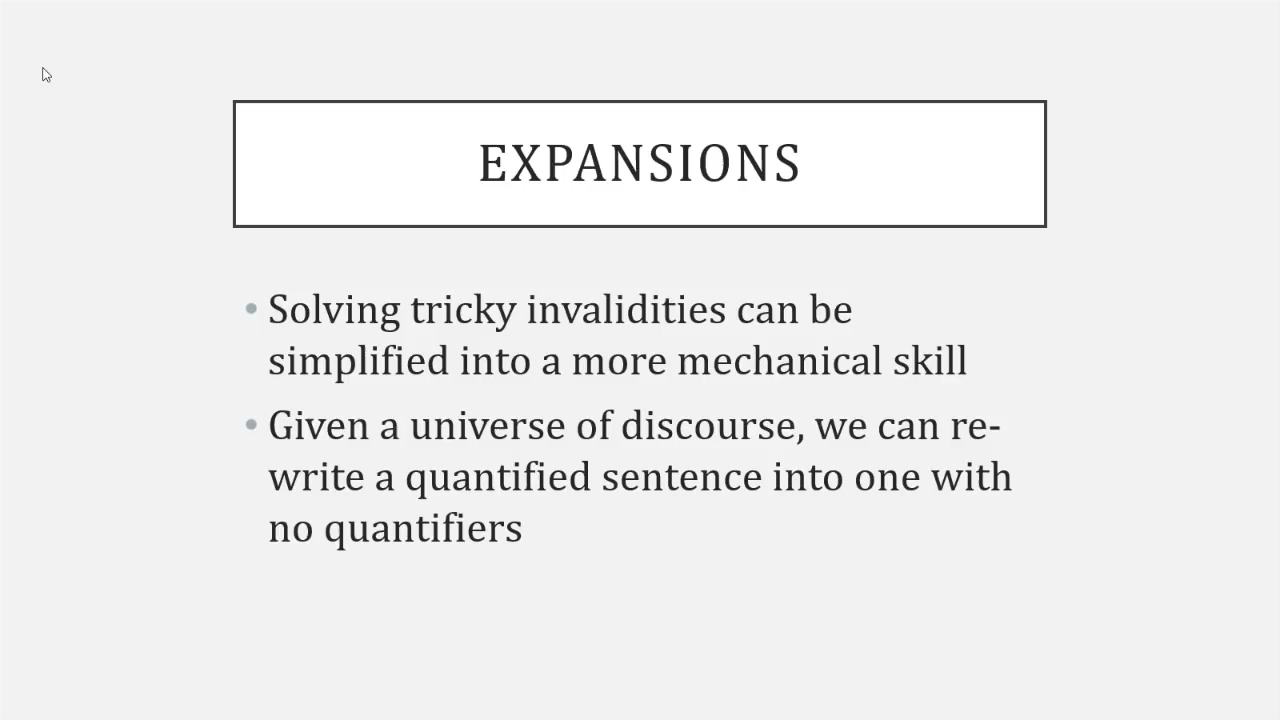 EXPANSIONS
• Solving tricky invalidities can be
simplified into a more mechanical skill
• Given a universe of discourse, we can re-
write a quantified sentence into one with
no quantifiers